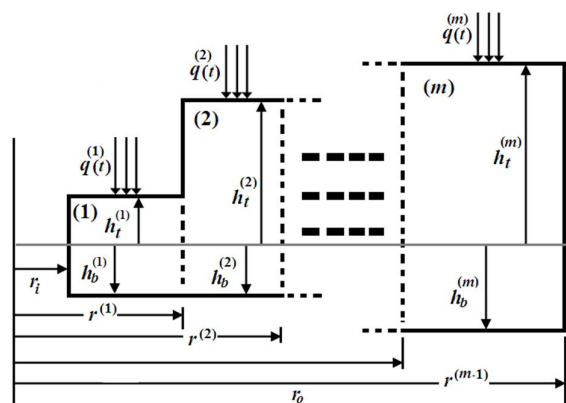 q(t)^(m)
q(t)^(2)
(m)
(2)
q(t)^(1)
h_t^(m)
h_t^(2)
(1)
h_t^(1)
h_b^(1)
h_b^(2)
h_b^(m)
r_i
r^(1)
r^(2)
r^(m-1)
r_o